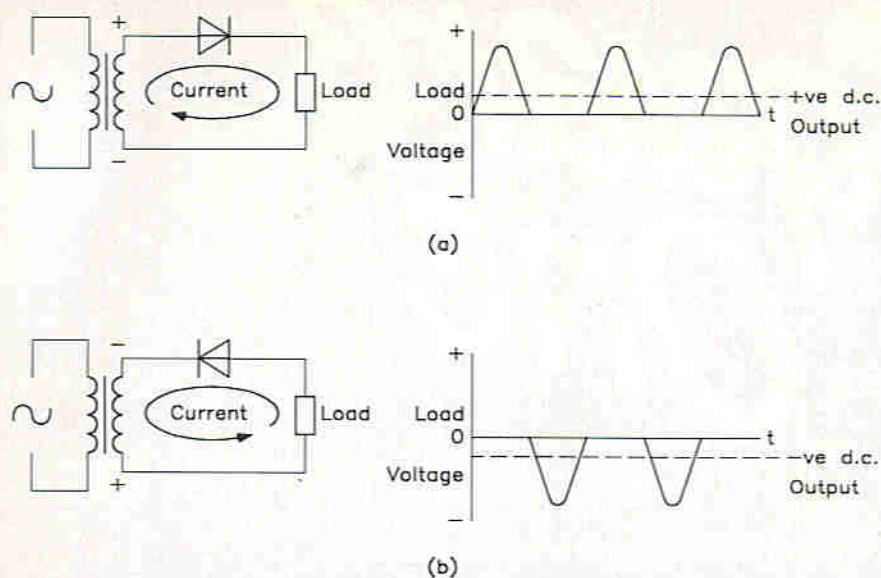 +
Current
Load
−
+
Load
0
Voltage
−
t
+ve d.c.
Output
(a)
−
Current
Load
+
+
Load
0
Voltage
−
t
−ve d.c.
Output
(b)